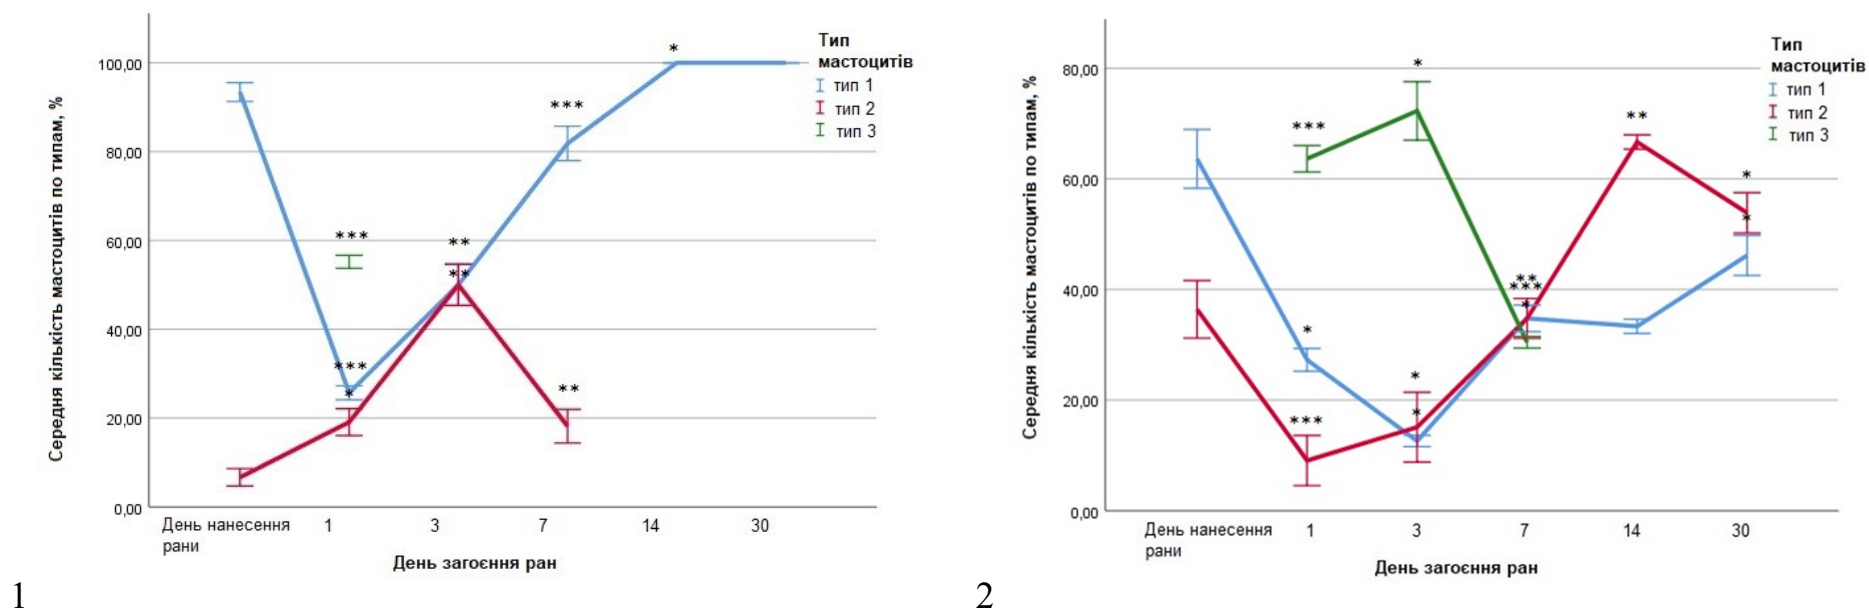 Тип
мастоцитів
тип 1
тип 2
тип 3
Середня кількість мастоцитів по типам, %
100,00
80,00
60,00
40,00
20,00
0,00
*
***
***
**
**
***
*
**
День нанесення
рани
1
3
7
14
30
День загоєння ран
1
Тип
мастоцитів
тип 1
тип 2
тип 3
Середня кількість мастоцитів по типам, %
80,00
60,00
40,00
20,00
0,00
*
***
**
*
*
**
***
*
*
*
*
***
День нанесення
рани
1
3
7
14
30
День загоєння ран
2